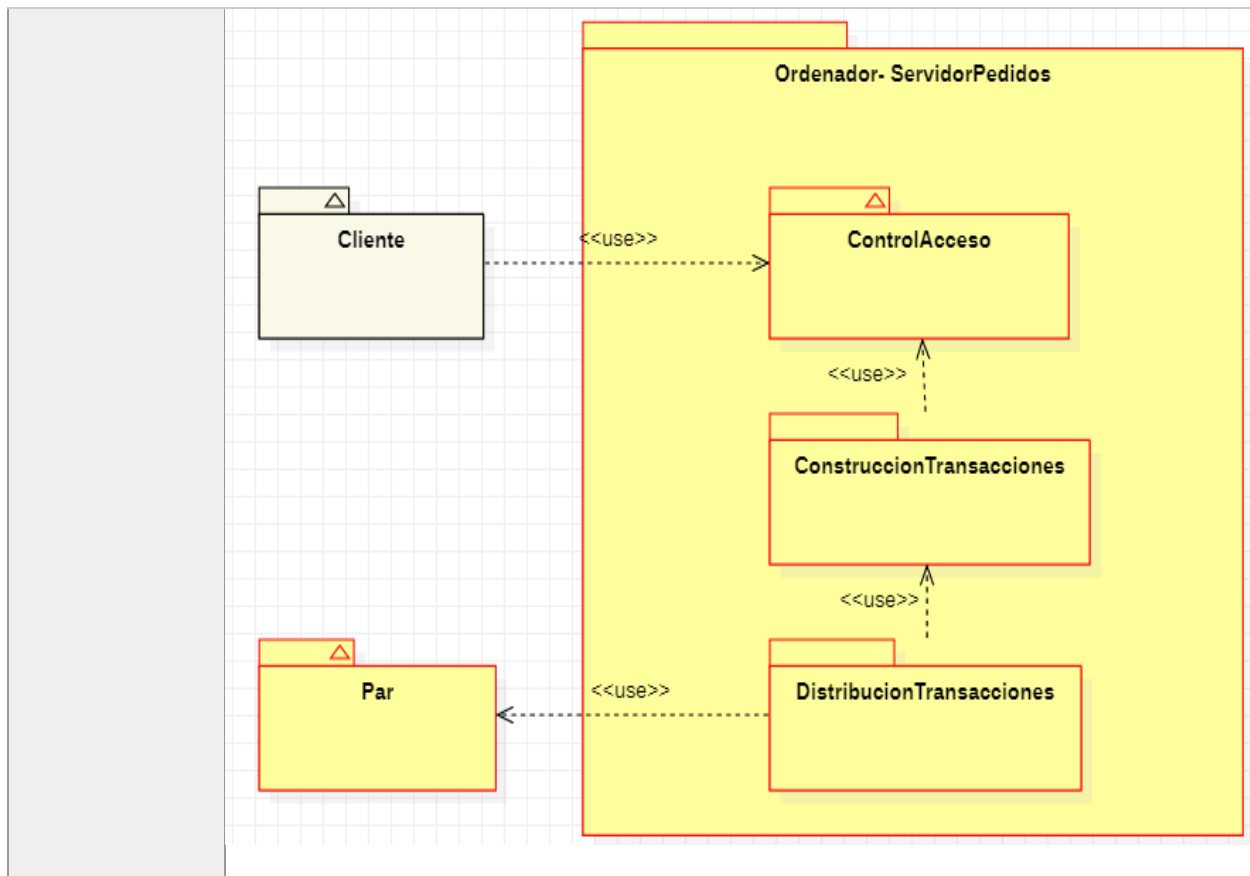 Ordenador- ServidorPedidos
Cliente
<<use>>
ControlAcceso
<<use>>
ConstruccionTransacciones
<<use>>
Par
<<use>>
DistribucionTransacciones